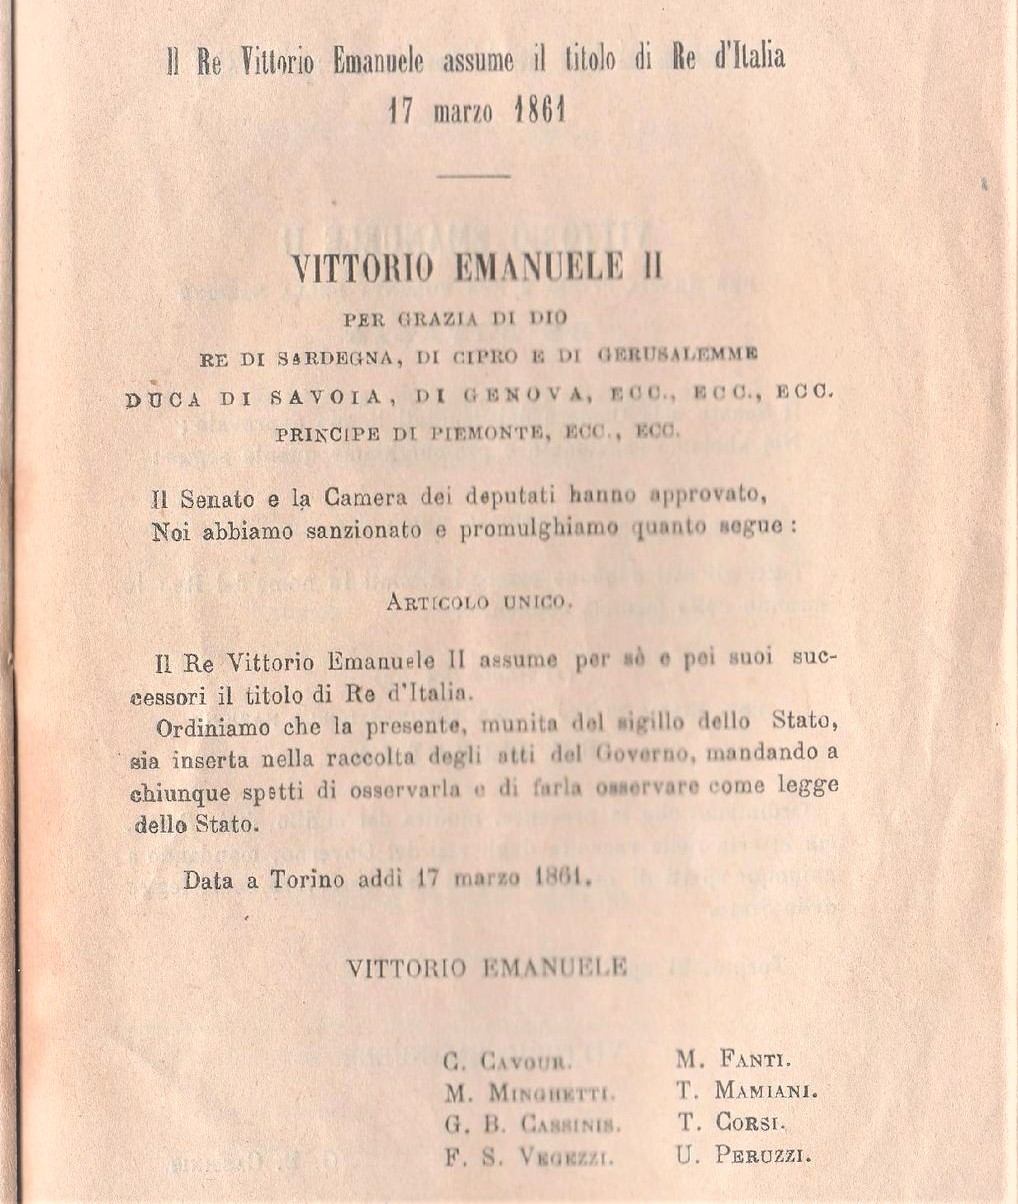 Il Re Vittorio Emanuele assume il titolo di Re d'Italia
17 marzo 1861
VITTORIO EMANUELE II
PER GRAZIA DI DIO
RE DI SARDEGNA, DI CIPRO E DI GERUSALEMME
DUCA DI SAVOIA, DI GENOVA, ECC., ECC., ECC.
PRINCIPE DI PIEMONTE, ECC., ECC.
Il Senato e la Camera dei deputati hanno approvato,
Noi abbiamo sanzionato e promulghiamo quanto segue:
ARTICOLO UNICO.
Il Re Vittorio Emanuele II assume per sè e pei suoi suc-
cessori il titolo di Re d'Italia.
Ordiniamo che la presente, munita del sigillo dello Stato,
sia inserta nella raccolta degli atti del Governo, mandando a
chiunque spetti di osservarla e di farla osservare come legge
dello Stato.
Data a Torino addì 17 marzo 1861.
VITTORIO EMANUELE
C. CAVOUR. M. FANTI.
M. MINGHETTI. T. MAMIANI.
G. B. CASSINIS. T. CORSI.
F. S. VEGEZZI. U. PERUZZI.